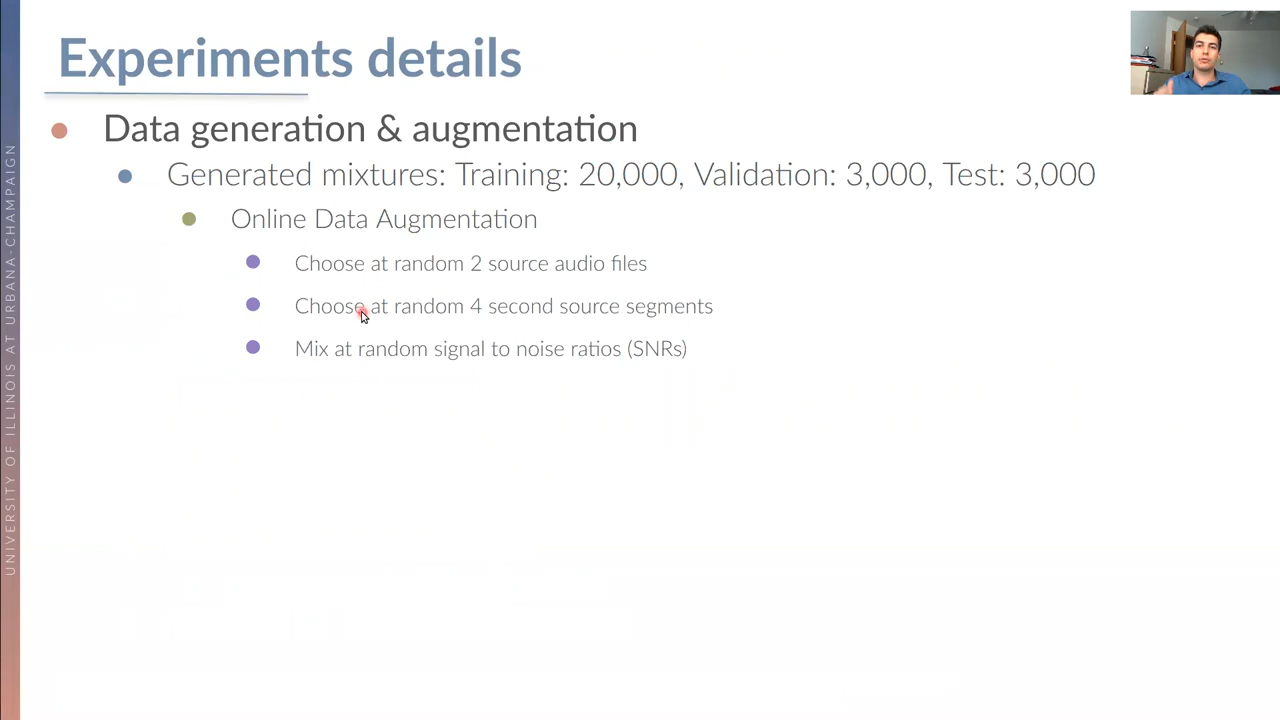 Experiments details
Data generation & augmentation
Generated mixtures: Training: 20,000, Validation: 3,000, Test: 3,000
Online Data Augmentation
Choose at random 2 source audio files
Choose at random 4 second source segments
Mix at random signal to noise ratios (SNRs)
UNIVERSITY OF ILLINOIS AT URBANA-CHAMPAIGN